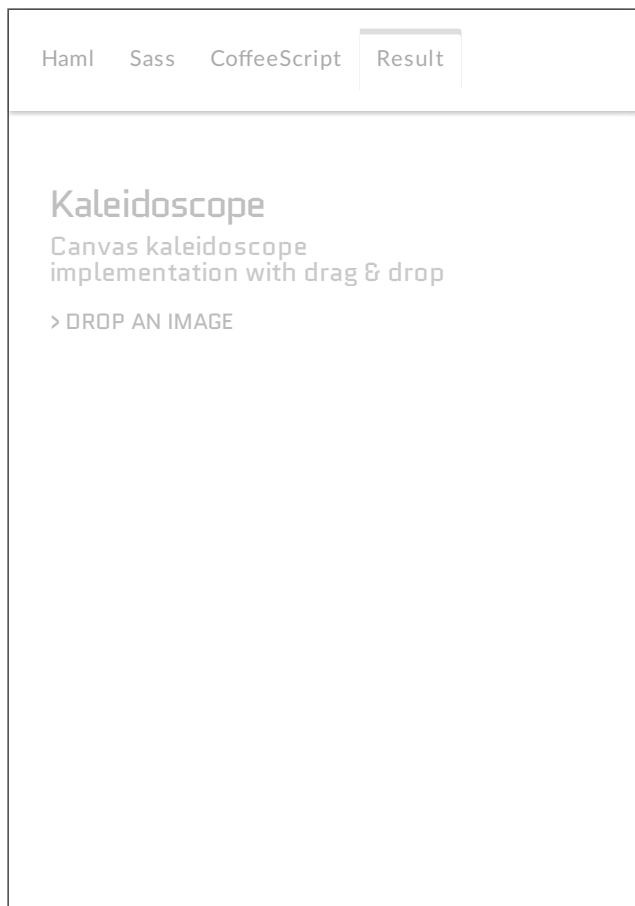 Haml Sass CoffeeScript Result
Kaleidoscope
Canvas kaleidoscope
implementation with drag & drop
> DROP AN IMAGE